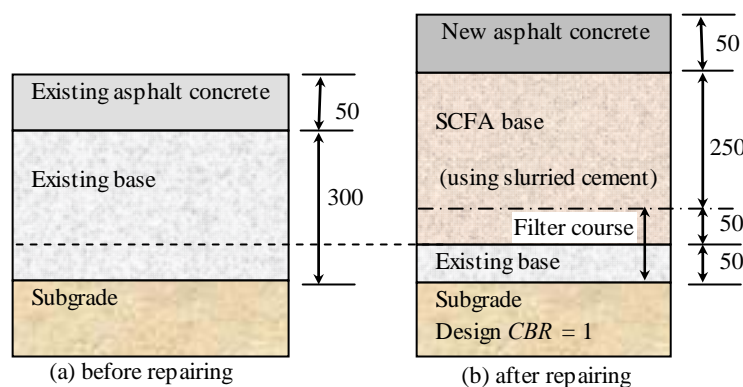 Existing asphalt concrete
50
Existing base
300
Subgrade
(a) before repairing
New asphalt concrete
50
SCFA base
(using slurried cement)
250
Filter course
50
Existing base
50
Subgrade
Design CBR = 1
(b) after repairing